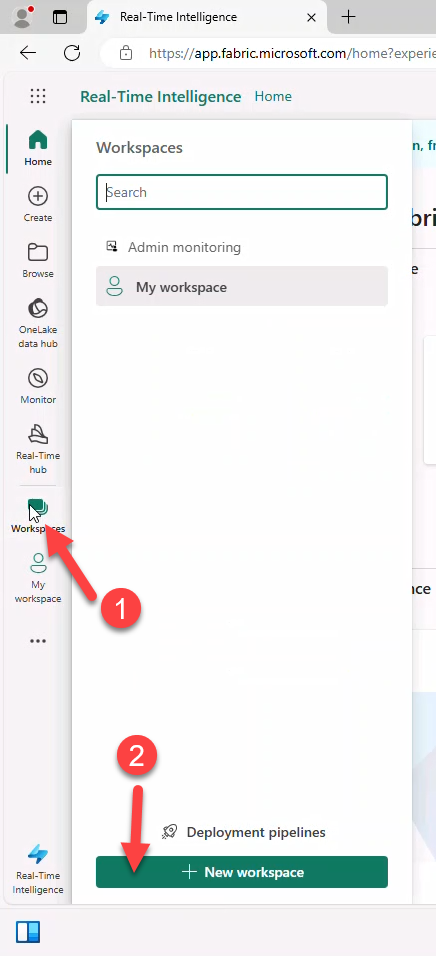 Real-Time Intelligence
https://app.fabric.microsoft.com/home?experie
Real-Time Intelligence Home
Home
Create
Browse
OneLake
data hub
Monitor
Real-Time
hub
Workspaces
My
workspace
Real-Time
Intelligence
Workspaces
Search
Admin monitoring
My workspace
1
2
Deployment pipelines
New workspace
n, fr
bri
e
nce